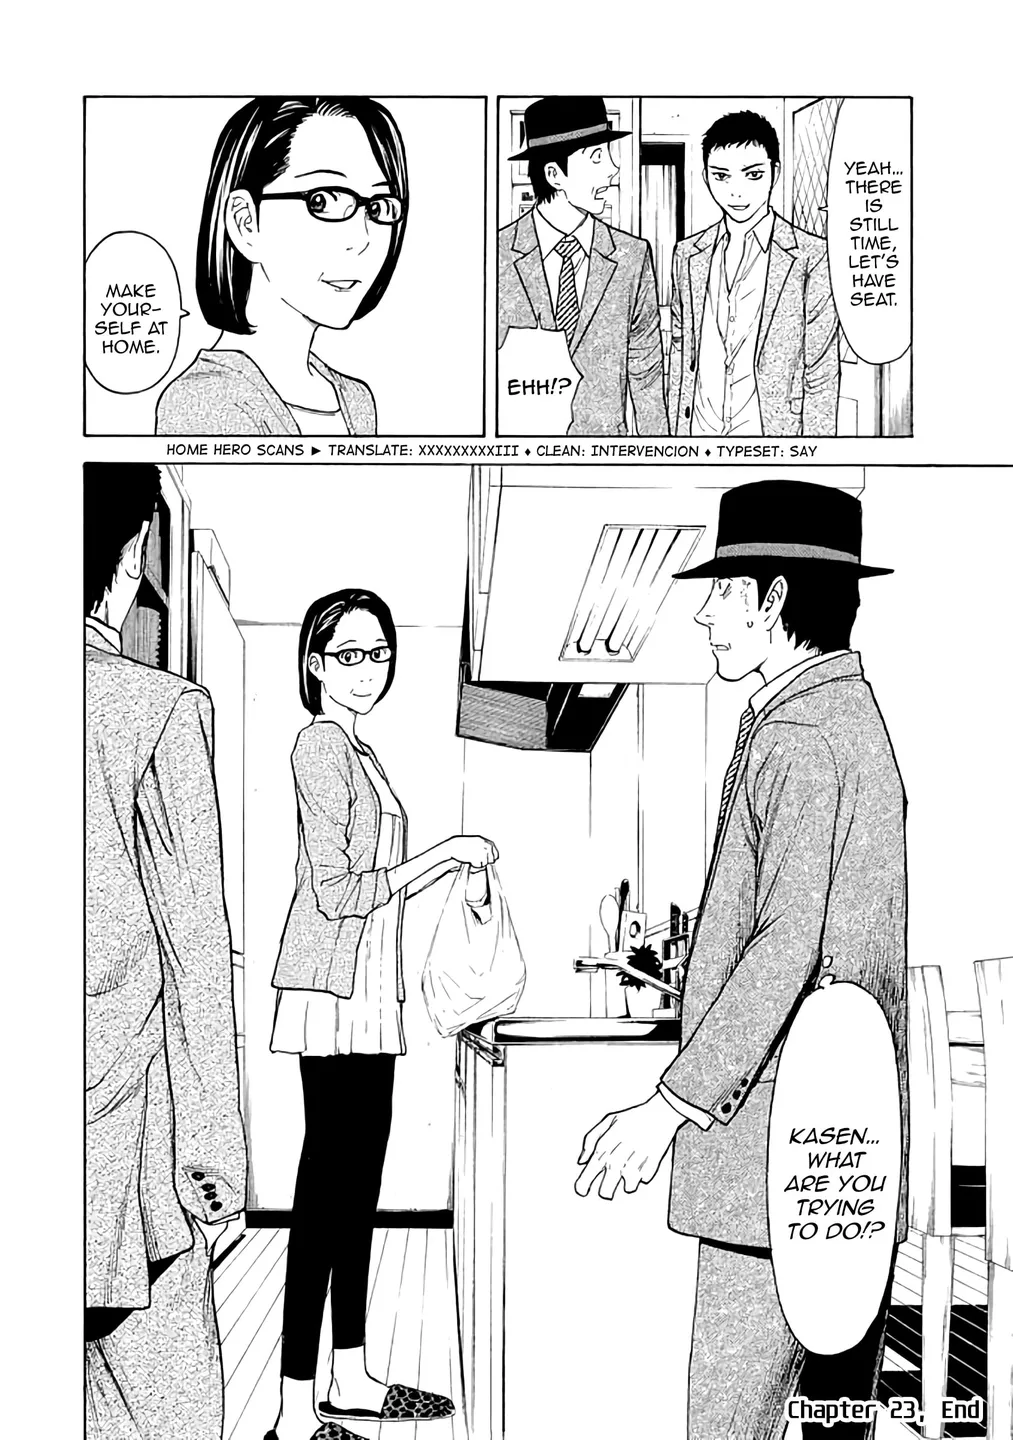 YEAH...
THERE
IS
STILL
TIME,
LET'S
HAVE
SEAT.
EHH!?
MAKE
YOUR-
SELF AT
HOME.
HOME HERO SCANS ► TRANSLATE: XXXXXXXXXIII ♦ CLEAN: INTERVENCION ♦ TYPESET: SAY
KASEN...
WHAT
ARE YOU
TRYING
TO DO!?
Chapter 23, End